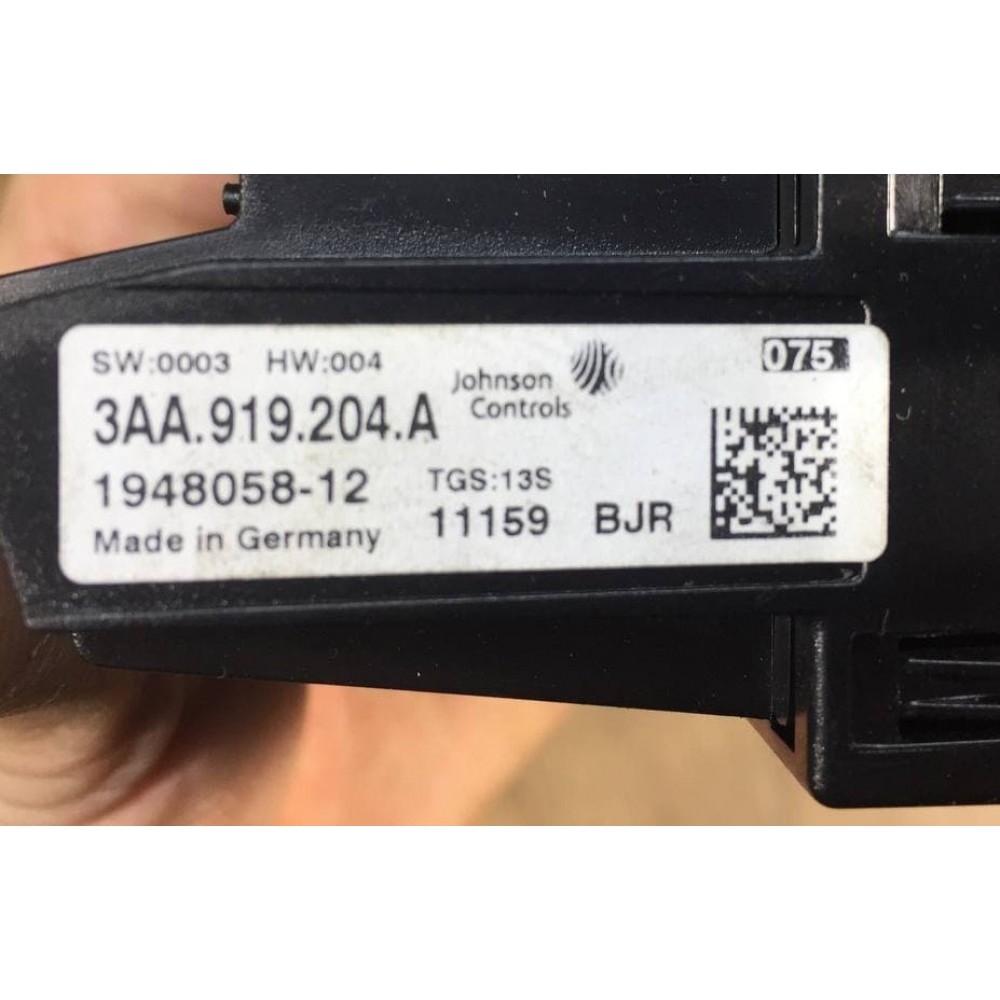 SW:0003 HW:004
Johnson
Controls
075
3AA.919.204.A
1948058-12
TGS:13S
Made in Germany
11159 BJR